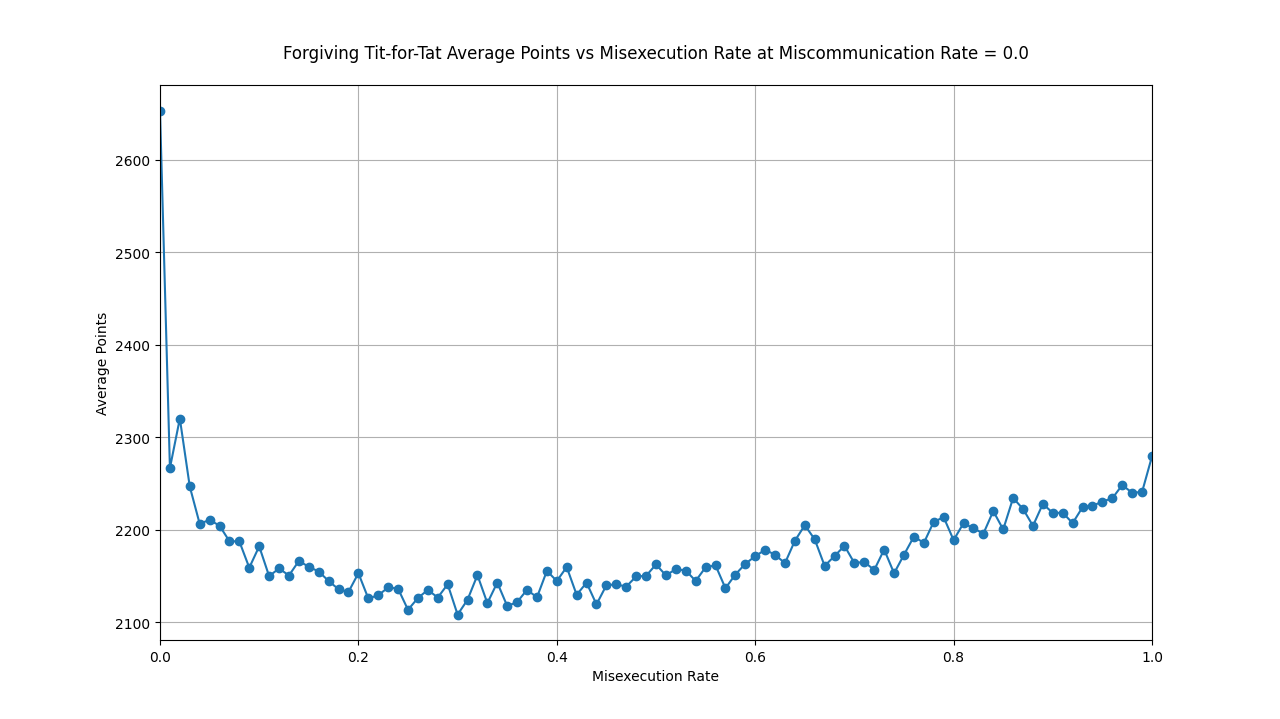 Forgiving Tit-for-Tat Average Points vs Misexecution Rate at Miscommunication Rate = 0.0
2600
2500
2400
2300
2200
2100
Average Points
0.0 0.2 0.4 0.6 0.8 1.0
Misexecution Rate